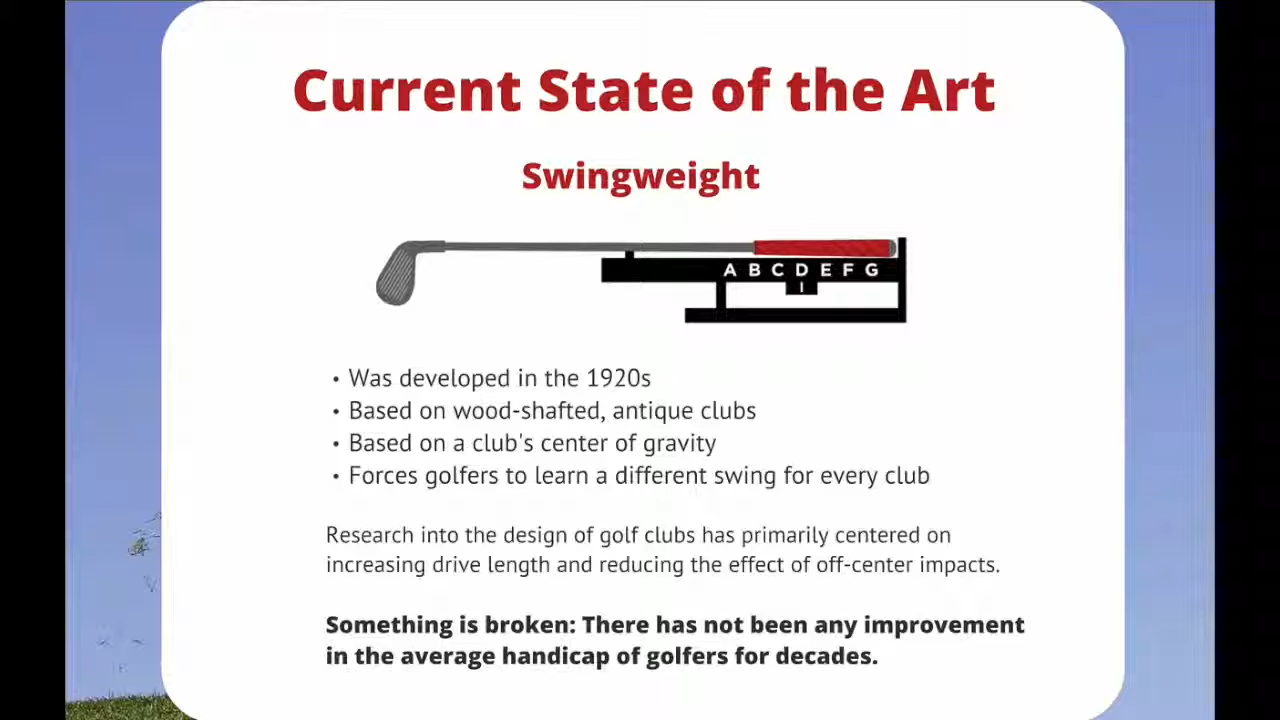 Current State of the Art
Swingweight
A B C D E F G
I
• Was developed in the 1920s
• Based on wood-shafted, antique clubs
• Based on a club's center of gravity
• Forces golfers to learn a different swing for every club
Research into the design of golf clubs has primarily centered on
increasing drive length and reducing the effect of off-center impacts.
Something is broken: There has not been any improvement
in the average handicap of golfers for decades.